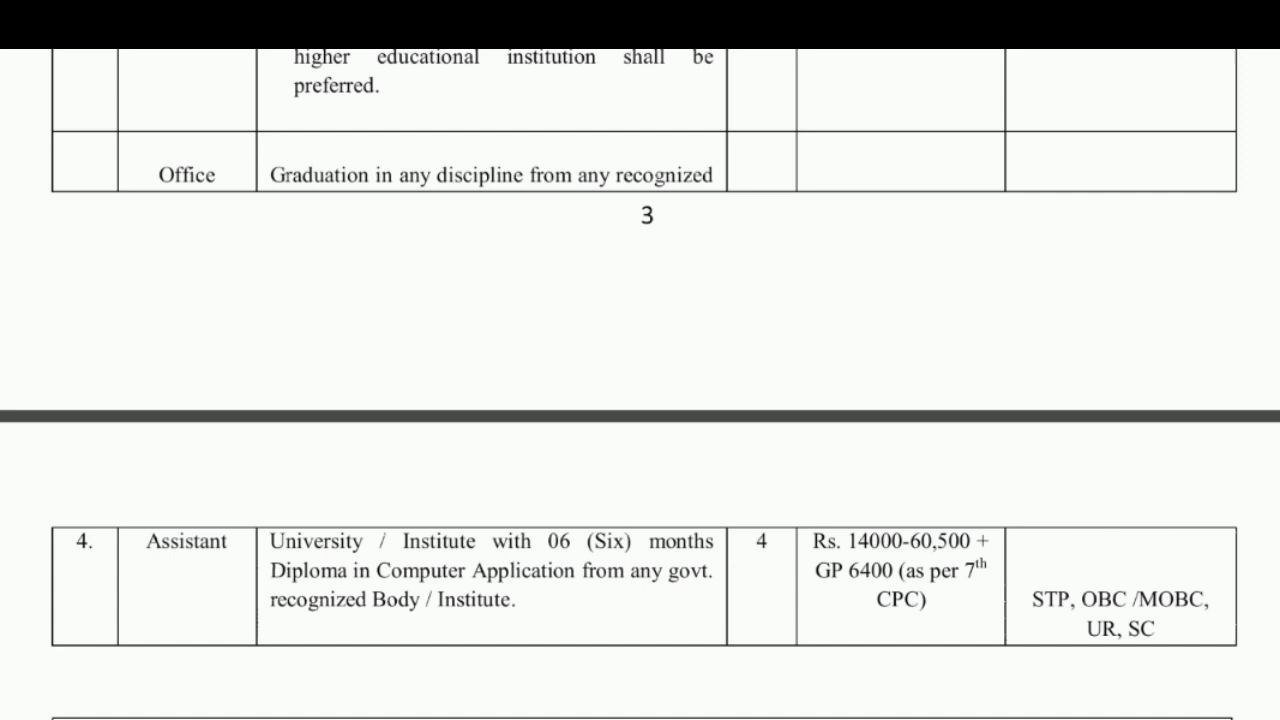 higher educational institution shall be
preferred.
Office Graduation in any discipline from any recognized
3
4. Assistant University / Institute with 06 (Six) months 4 Rs. 14000-60,500 +
Diploma in Computer Application from any govt. GP 6400 (as per 7th
recognized Body / Institute. CPC) STP, OBC /MOBC,
UR, SC